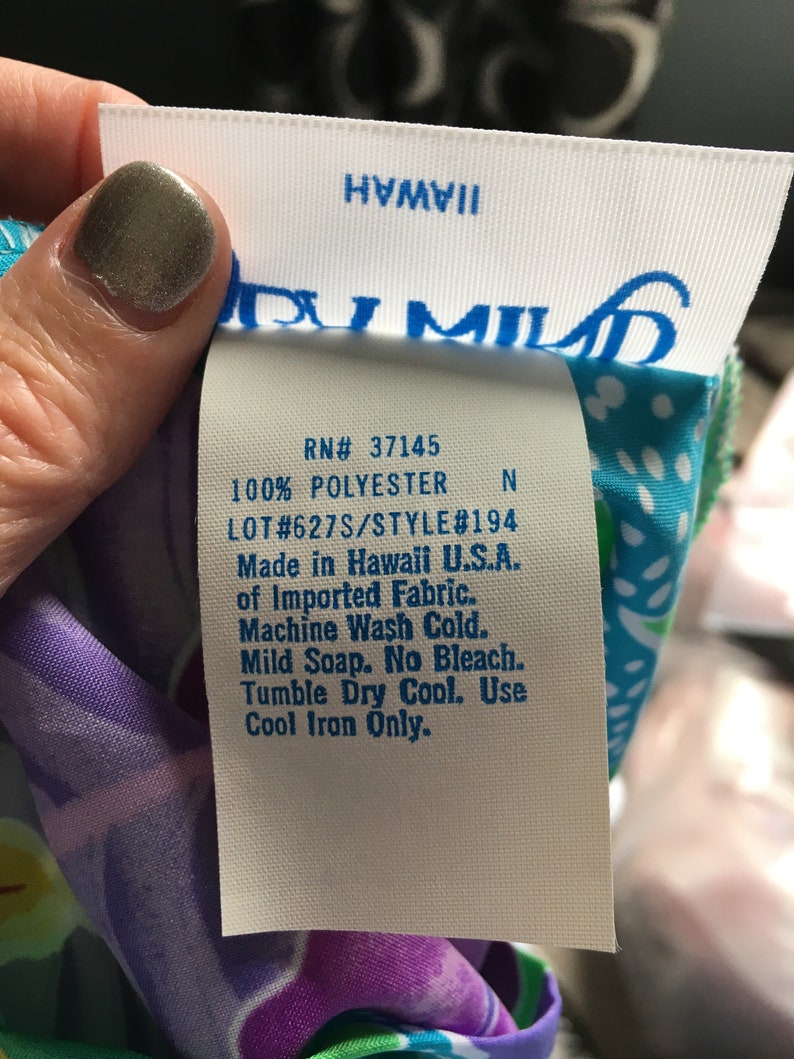 HAWAII
RN# 37145
100% POLYESTER N
LOT#627S/STYLE#194
Made in Hawaii U.S.A.
of Imported Fabric.
Machine Wash Cold.
Mild Soap. No Bleach.
Tumble Dry Cool. Use
Cool Iron Only.